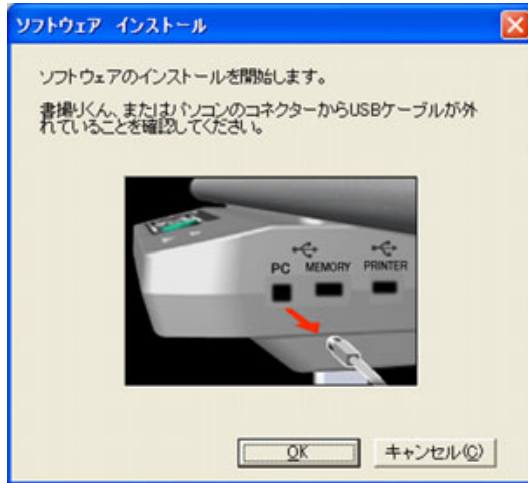 ソフトウェア インストール
ソフトウェアのインストールを開始します。
書撮りくん、またはパソコンのコネクターからUSBケーブルが外
れていることを確認してください。
PC MEMORY PRINTER
OK キャンセル(C)